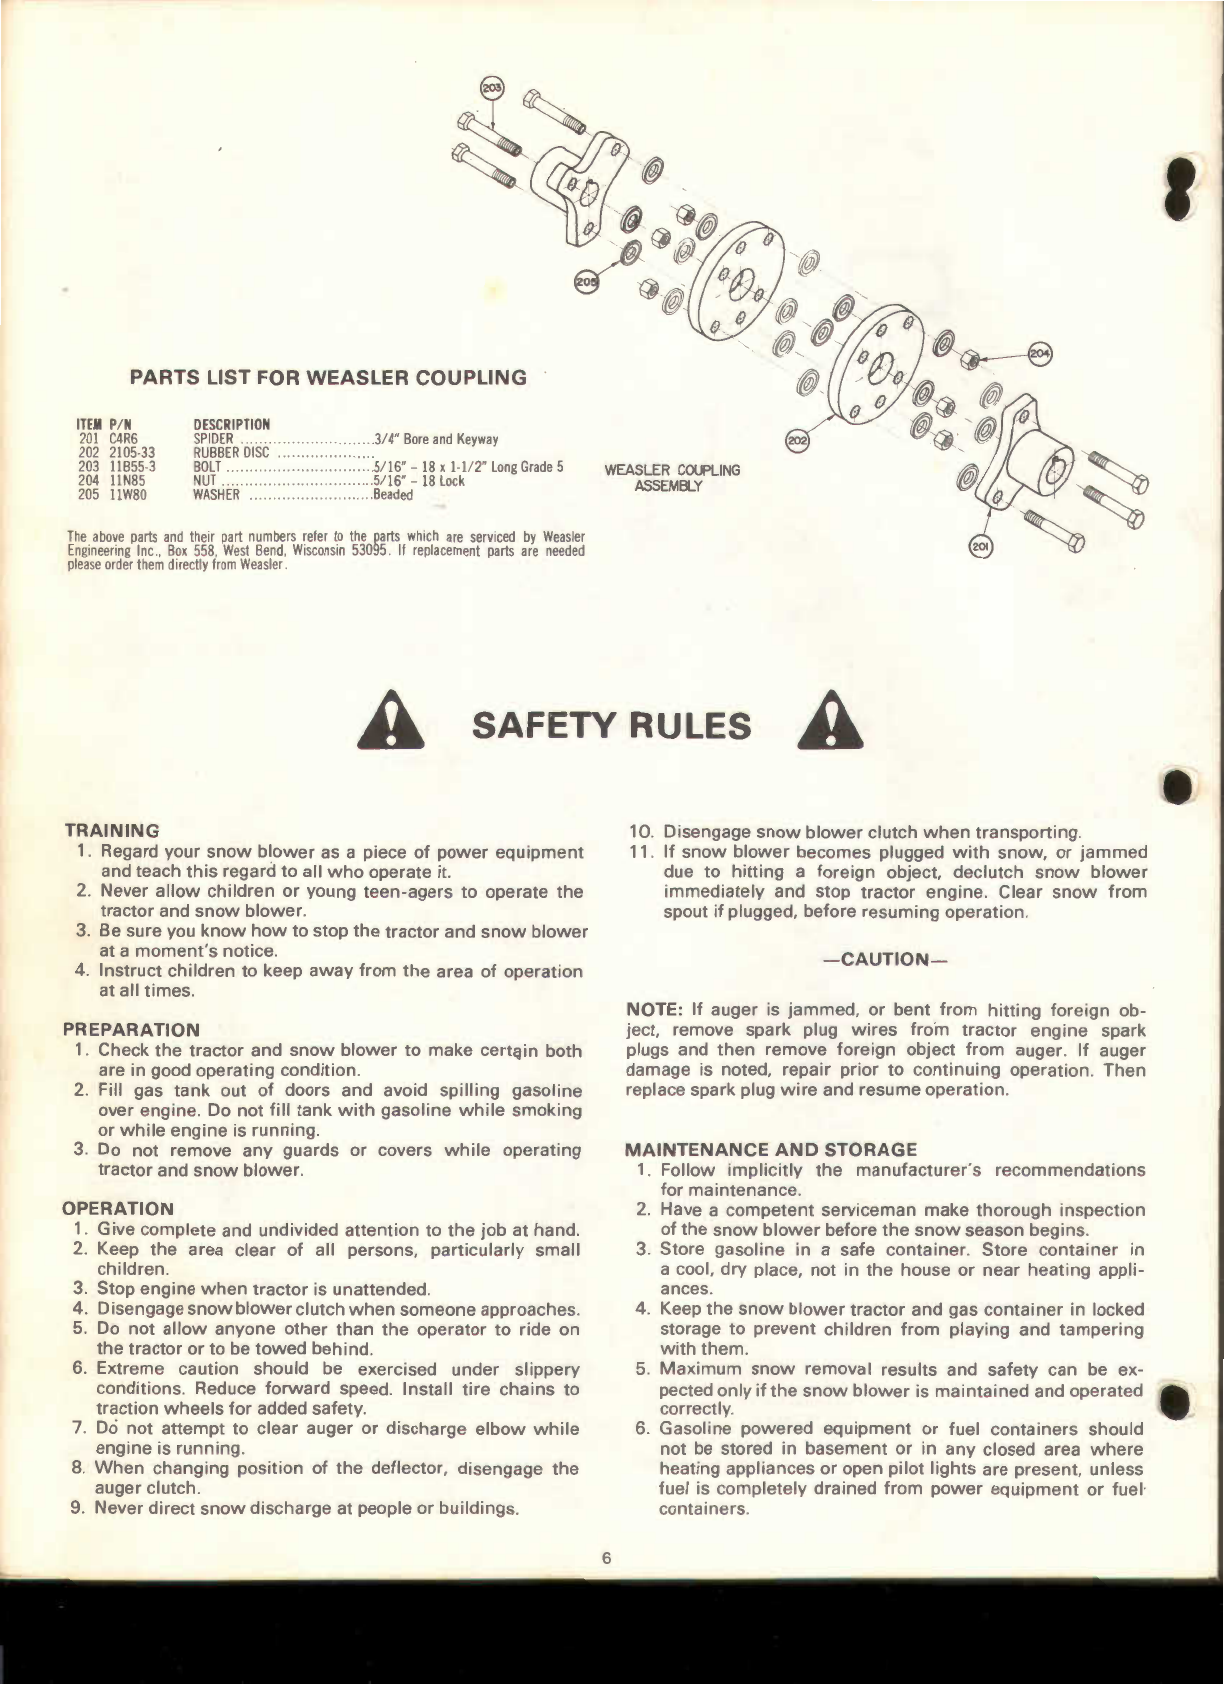 203
205
204
202
201
WEASLER COUPLING
ASSEMBLY
PARTS LIST FOR WEASLER COUPLING
ITEM P/N DESCRIPTION
201 C4R6 SPIDER ..........................3/4" Bore and Keyway
202 2105-33 RUBBER DISC ..................
203 11B55-3 BOLT ..............................5/16" - 18 x 1-1/2" Long Grade 5
204 11N85 NUT ...............................5/16" - 18 Lock
205 11W80 WASHER ..........................Beaded
The above parts and their part numbers refer to the parts which are serviced by Weasler
Engineering Inc., Box 558, West Bend, Wisconsin 53095. If replacement parts are needed
please order them directly from Weasler.
SAFETY RULES
TRAINING
1. Regard your snow blower as a piece of power equipment
and teach this regard to all who operate it.
2. Never allow children or young teen-agers to operate the
tractor and snow blower.
3. Be sure you know how to stop the tractor and snow blower
at a moment's notice.
4. Instruct children to keep away from the area of operation
at all times.
PREPARATION
1. Check the tractor and snow blower to make certain both
are in good operating condition.
2. Fill gas tank out of doors and avoid spilling gasoline
over engine. Do not fill tank with gasoline while smoking
or while engine is running.
3. Do not remove any guards or covers while operating
tractor and snow blower.
OPERATION
1. Give complete and undivided attention to the job at hand.
2. Keep the area clear of all persons, particularly small
children.
3. Stop engine when tractor is unattended.
4. Disengage snow blower clutch when someone approaches.
5. Do not allow anyone other than the operator to ride on
the tractor or to be towed behind.
6. Extreme caution should be exercised under slippery
conditions. Reduce forward speed. Install tire chains to
traction wheels for added safety.
7. Do not attempt to clear auger or discharge elbow while
engine is running.
8. When changing position of the deflector, disengage the
auger clutch.
9. Never direct snow discharge at people or buildings.
10. Disengage snow blower clutch when transporting.
11. If snow blower becomes plugged with snow, or jammed
due to hitting a foreign object, declutch snow blower
immediately and stop tractor engine. Clear snow from
spout if plugged, before resuming operation.
—CAUTION—
NOTE: If auger is jammed, or bent from hitting foreign ob-
ject, remove spark plug wires from tractor engine spark
plugs and then remove foreign object from auger. If auger
damage is noted, repair prior to continuing operation. Then
replace spark plug wire and resume operation.
MAINTENANCE AND STORAGE
1. Follow implicitly the manufacturer's recommendations
for maintenance.
2. Have a competent serviceman make thorough inspection
of the snow blower before the snow season begins.
3. Store gasoline in a safe container. Store container in
a cool, dry place, not in the house or near heating appli-
ances.
4. Keep the snow blower tractor and gas container in locked
storage to prevent children from playing and tampering
with them.
5. Maximum snow removal results and safety can be ex-
pected only if the snow blower is maintained and operated
correctly.
6. Gasoline powered equipment or fuel containers should
not be stored in basement or in any closed area where
heating appliances or open pilot lights are present, unless
fuel is completely drained from power equipment or fuel
containers.
6